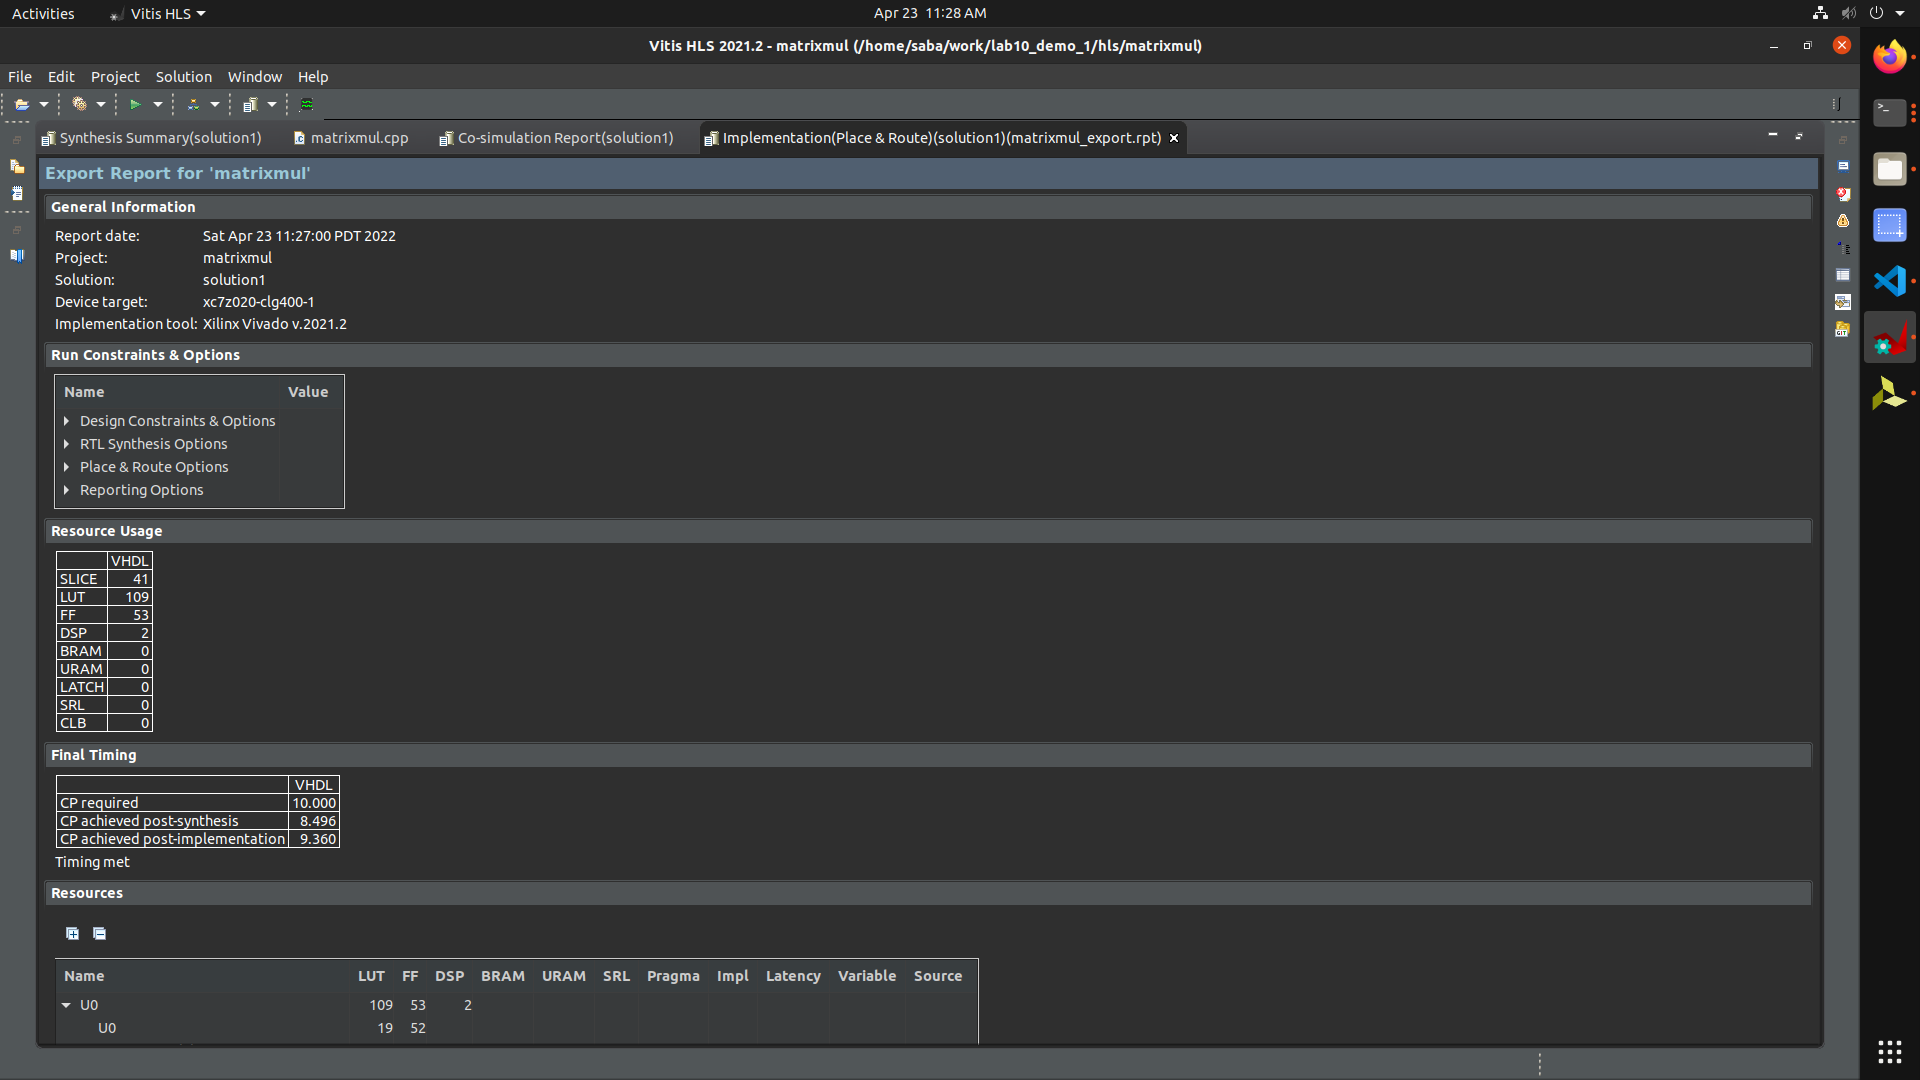 Activities Vitis HLS Apr 23 11:28 AM
Vitis HLS 2021.2 - matrixmul (/home/saba/work/lab10_demo_1/hls/matrixmul)
File Edit Project Solution Window Help
Synthesis Summary(solution1) matrixmul.cpp Co-simulation Report(solution1) Implementation(Place & Route)(solution1)(matrixmul_export.rpt)
Export Report for 'matrixmul'
General Information
Report date: Sat Apr 23 11:27:00 PDT 2022
Project: matrixmul
Solution: solution1
Device target: xc7z020-clg400-1
Implementation tool: Xilinx Vivado v.2021.2
Run Constraints & Options
Name Value
Design Constraints & Options
RTL Synthesis Options
Place & Route Options
Reporting Options
Resource Usage
VHDL
SLICE 41
LUT 109
FF 53
DSP 2
BRAM 0
URAM 0
LATCH 0
SRL 0
CLB 0
Final Timing
VHDL
CP required 10.000
CP achieved post-synthesis 8.496
CP achieved post-implementation 9.360
Timing met
Resources
Name LUT FF DSP BRAM URAM SRL Pragma Impl Latency Variable Source
U0 109 53 2
U0 19 52
GIT